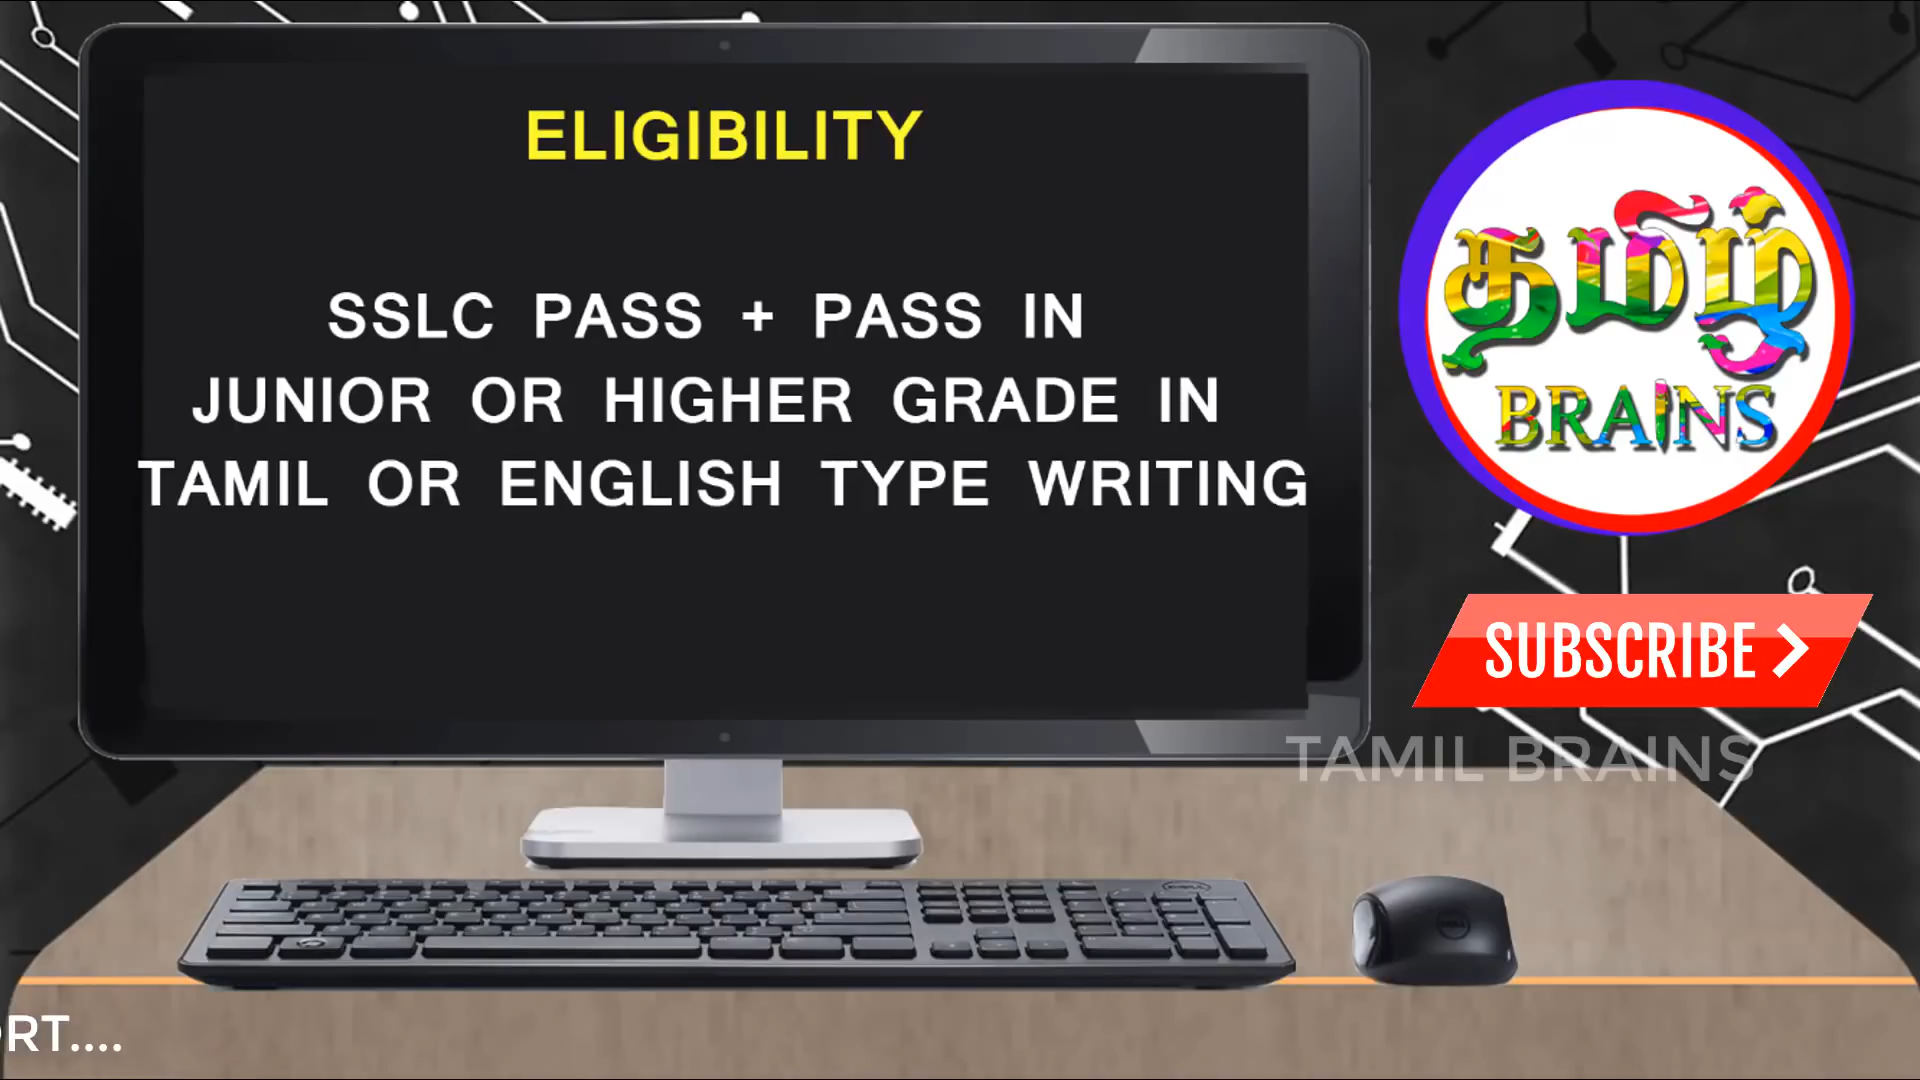 ELIGIBILITY
SSLC PASS + PASS IN
JUNIOR OR HIGHER GRADE IN
TAMIL OR ENGLISH TYPE WRITING
தமிழ்
BRAINS
SUBSCRIBE
TAMIL BRAINS